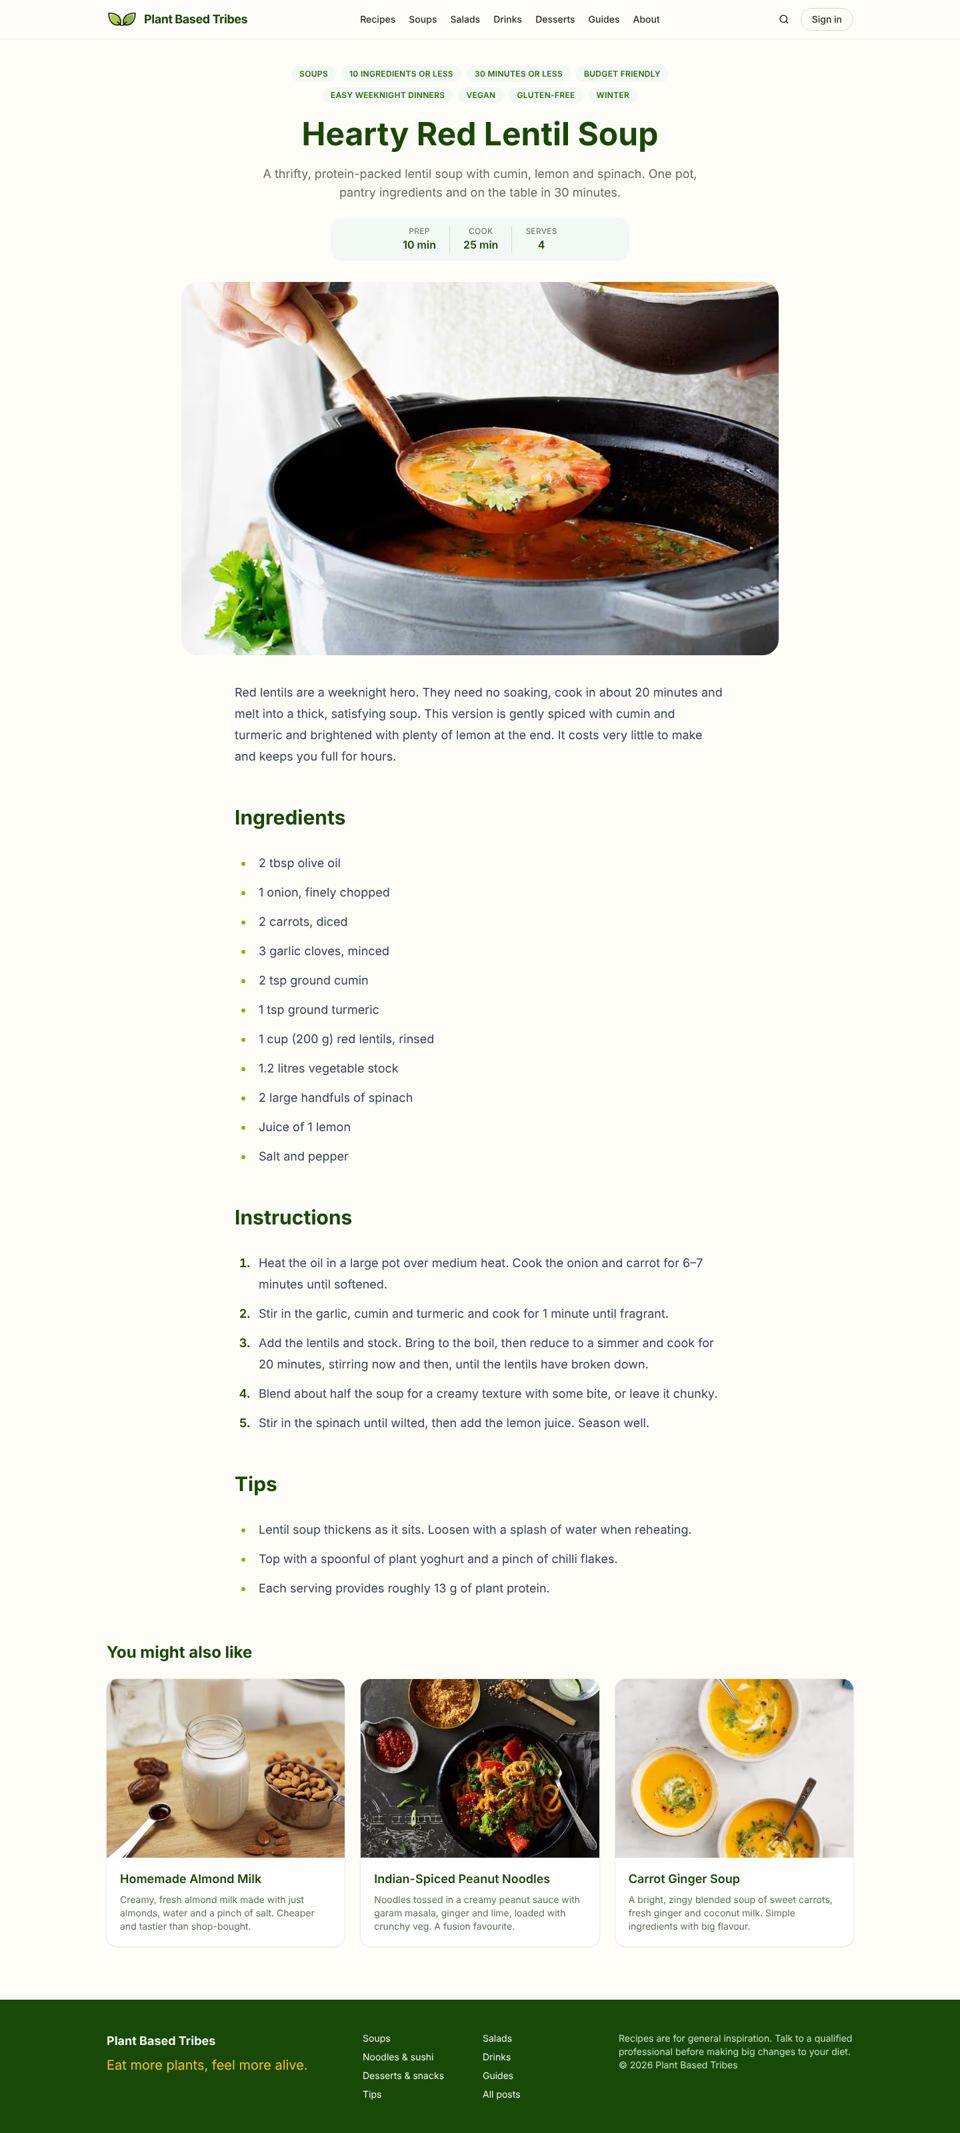 Plant Based Tribes
Recipes Soups Salads Drinks Desserts Guides About
Sign in
SOUPS 10 INGREDIENTS OR LESS 30 MINUTES OR LESS BUDGET FRIENDLY
EASY WEEKNIGHT DINNERS VEGAN GLUTEN-FREE WINTER
Hearty Red Lentil Soup
A thrifty, protein-packed lentil soup with cumin, lemon and spinach. One pot,
pantry ingredients and on the table in 30 minutes.
PREP COOK SERVES
10 min 25 min 4
STAUB
Red lentils are a weeknight hero. They need no soaking, cook in about 20 minutes and
melt into a thick, satisfying soup. This version is gently spiced with cumin and
turmeric and brightened with plenty of lemon at the end. It costs very little to make
and keeps you full for hours.
Ingredients
• 2 tbsp olive oil
• 1 onion, finely chopped
• 2 carrots, diced
• 3 garlic cloves, minced
• 2 tsp ground cumin
• 1 tsp ground turmeric
• 1 cup (200 g) red lentils, rinsed
• 1.2 litres vegetable stock
• 2 large handfuls of spinach
• Juice of 1 lemon
• Salt and pepper
Instructions
1. Heat the oil in a large pot over medium heat. Cook the onion and carrot for 6–7
minutes until softened.
2. Stir in the garlic, cumin and turmeric and cook for 1 minute until fragrant.
3. Add the lentils and stock. Bring to the boil, then reduce to a simmer and cook for
20 minutes, stirring now and then, until the lentils have broken down.
4. Blend about half the soup for a creamy texture with some bite, or leave it chunky.
5. Stir in the spinach until wilted, then add the lemon juice. Season well.
Tips
• Lentil soup thickens as it sits. Loosen with a splash of water when reheating.
• Top with a spoonful of plant yoghurt and a pinch of chilli flakes.
• Each serving provides roughly 13 g of plant protein.
You might also like
Homemade Almond Milk
Creamy, fresh almond milk made with just
almonds, water and a pinch of salt. Cheaper
and tastier than shop-bought.
Indian-Spiced Peanut Noodles
Noodles tossed in a creamy peanut sauce with
garam masala, ginger and lime, loaded with
crunchy veg. A fusion favourite.
Carrot Ginger Soup
A bright, zingy blended soup of sweet carrots,
fresh ginger and coconut milk. Simple
ingredients with big flavour.
Plant Based Tribes
Eat more plants, feel more alive.
Soups
Noodles & sushi
Desserts & snacks
Tips
Salads
Drinks
Guides
All posts
Recipes are for general inspiration. Talk to a qualified
professional before making big changes to your diet.
© 2026 Plant Based Tribes